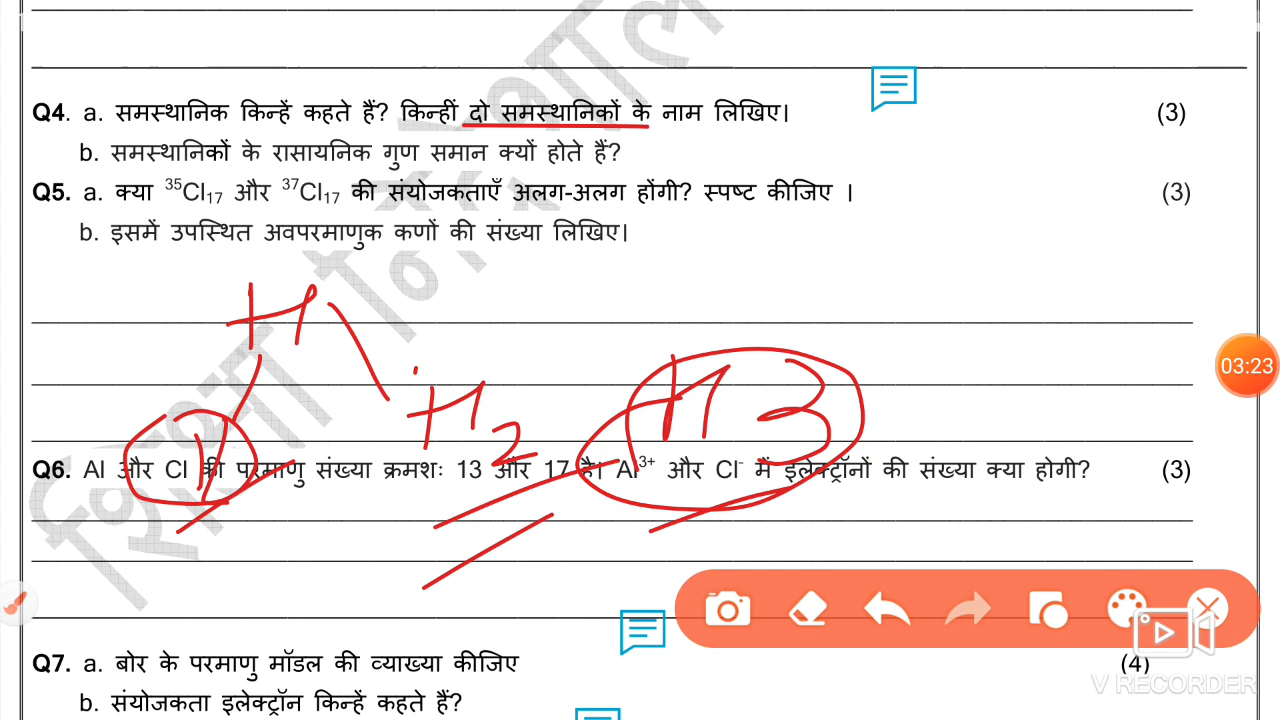 Q4. a. समस्थानिक किन्हें कहते हैं? किन्हीं दो समस्थानिकों के नाम लिखिए। (3)
b. समस्थानिकों के रासायनिक गुण समान क्यों होते हैं?
Q5. a. क्या ³⁵Cl₁₇ और ³⁷Cl₁₇ की संयोजकताएँ अलग-अलग होंगी? स्पष्ट कीजिए । (3)
b. इसमें उपस्थित अवपरमाणुक कणों की संख्या लिखिए।
H
H2
H3
D
03:23
Q6. Al और Cl की परमाणु संख्या क्रमशः 13 और 17 है। Al³⁺ और Cl⁻ में इलेक्ट्रॉनों की संख्या क्या होगी? (3)
Q7. a. बोर के परमाणु मॉडल की व्याख्या कीजिए (4)
V RECORDER
b. संयोजकता इलेक्ट्रॉन किन्हें कहते हैं?